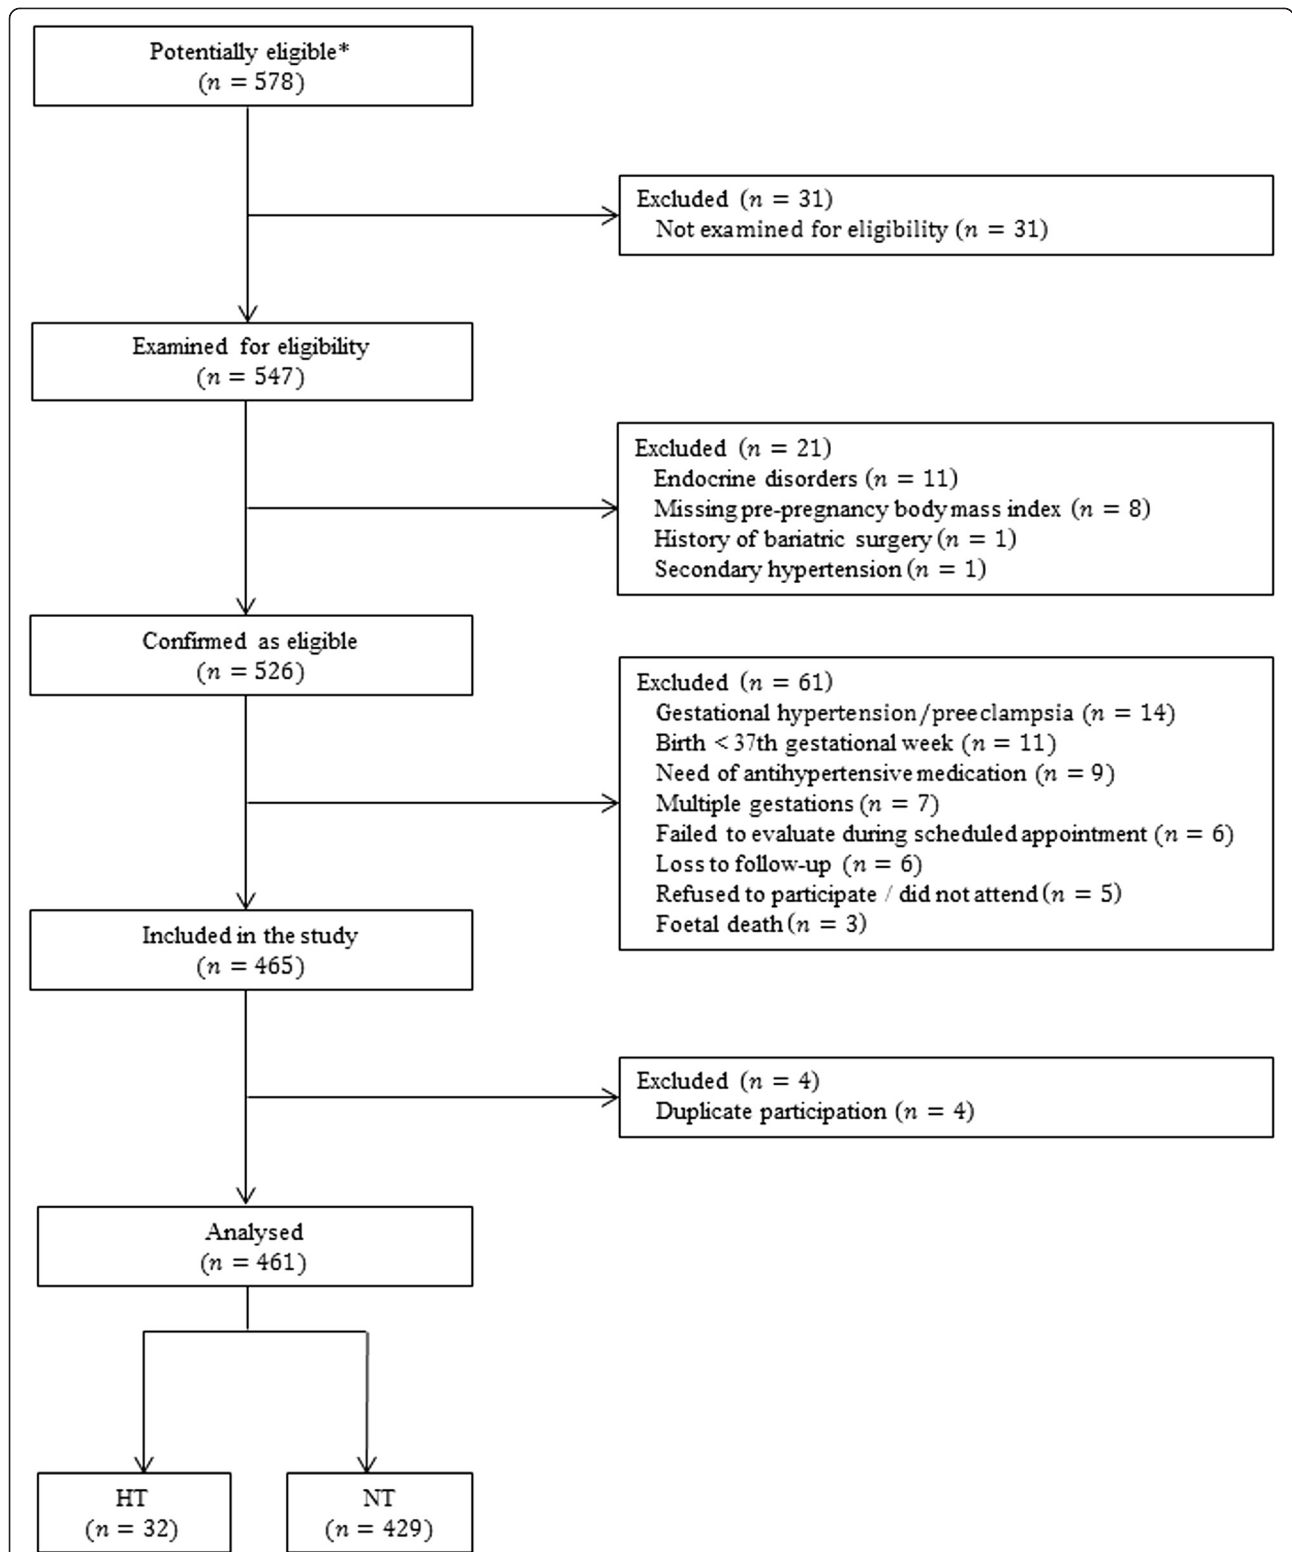 Potentially eligible*
(n = 578)
Excluded (n = 31)
Not examined for eligibility (n = 31)
Examined for eligibility
(n = 547)
Excluded (n = 21)
Endocrine disorders (n = 11)
Missing pre-pregnancy body mass index (n = 8)
History of bariatric surgery (n = 1)
Secondary hypertension (n = 1)
Confirmed as eligible
(n = 526)
Excluded (n = 61)
Gestational hypertension/preeclampsia (n = 14)
Birth < 37th gestational week (n = 11)
Need of antihypertensive medication (n = 9)
Multiple gestations (n = 7)
Failed to evaluate during scheduled appointment (n = 6)
Loss to follow-up (n = 6)
Refused to participate / did not attend (n = 5)
Foetal death (n = 3)
Included in the study
(n = 465)
Excluded (n = 4)
Duplicate participation (n = 4)
Analysed
(n = 461)
HT
(n = 32)
NT
(n = 429)